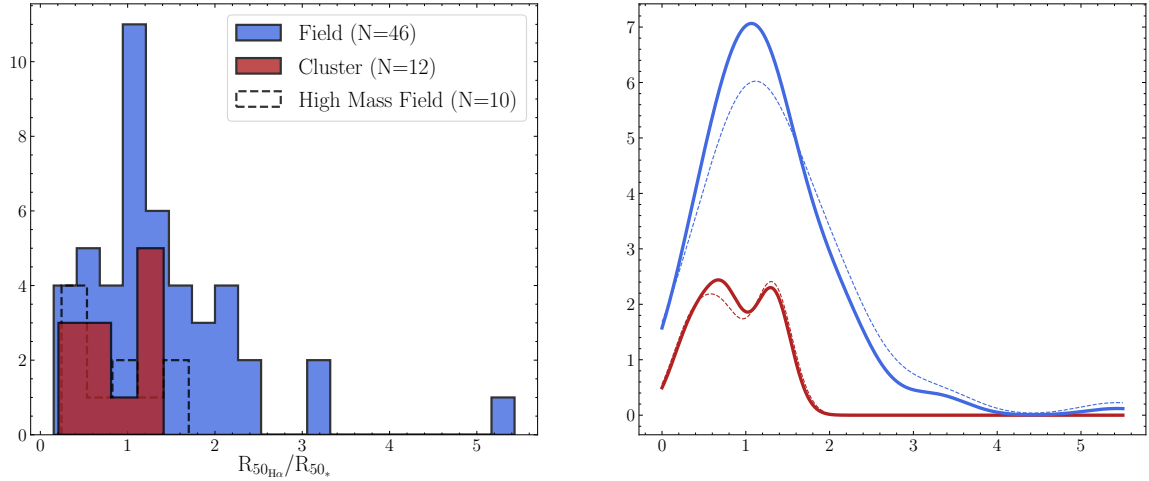 10
8
6
4
2
0
Field (N=46)
Cluster (N=12)
High Mass Field (N=10)
0 1 2 3 4 5
R50Hα/R50*
7
6
5
4
3
2
1
0
0 1 2 3 4 5